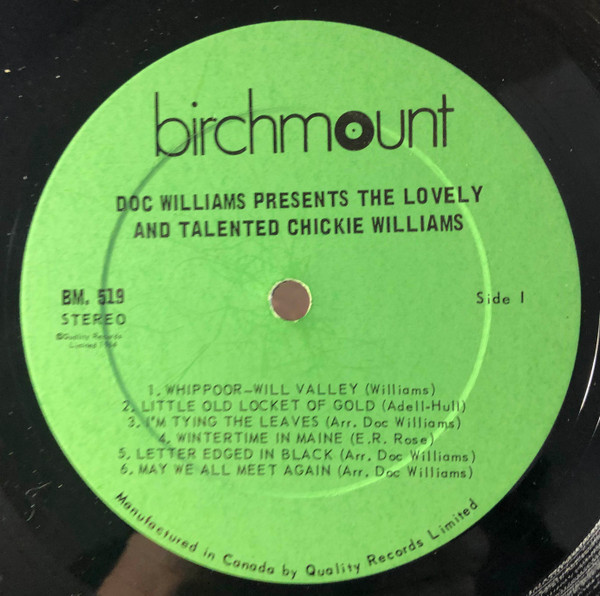 birchmount
DOC WILLIAMS PRESENTS THE LOVELY
AND TALENTED CHICKIE WILLIAMS
BM. 519
STEREO
©Quality Records
Limited
Side 1
1. WHIPPOOR-WILL VALLEY (Williams)
2. LITTLE OLD LOCKET OF GOLD (Adell-Hull)
3. I'M TYING THE LEAVES (Arr. Doc Williams)
4. WINTERTIME IN MAINE (E.R. Rose)
5. LETTER EDGED IN BLACK (Arr. Doc Williams)
6. MAY WE ALL MEET AGAIN (Arr. Doc Williams)
Manufactured in Canada by Quality Records Limited